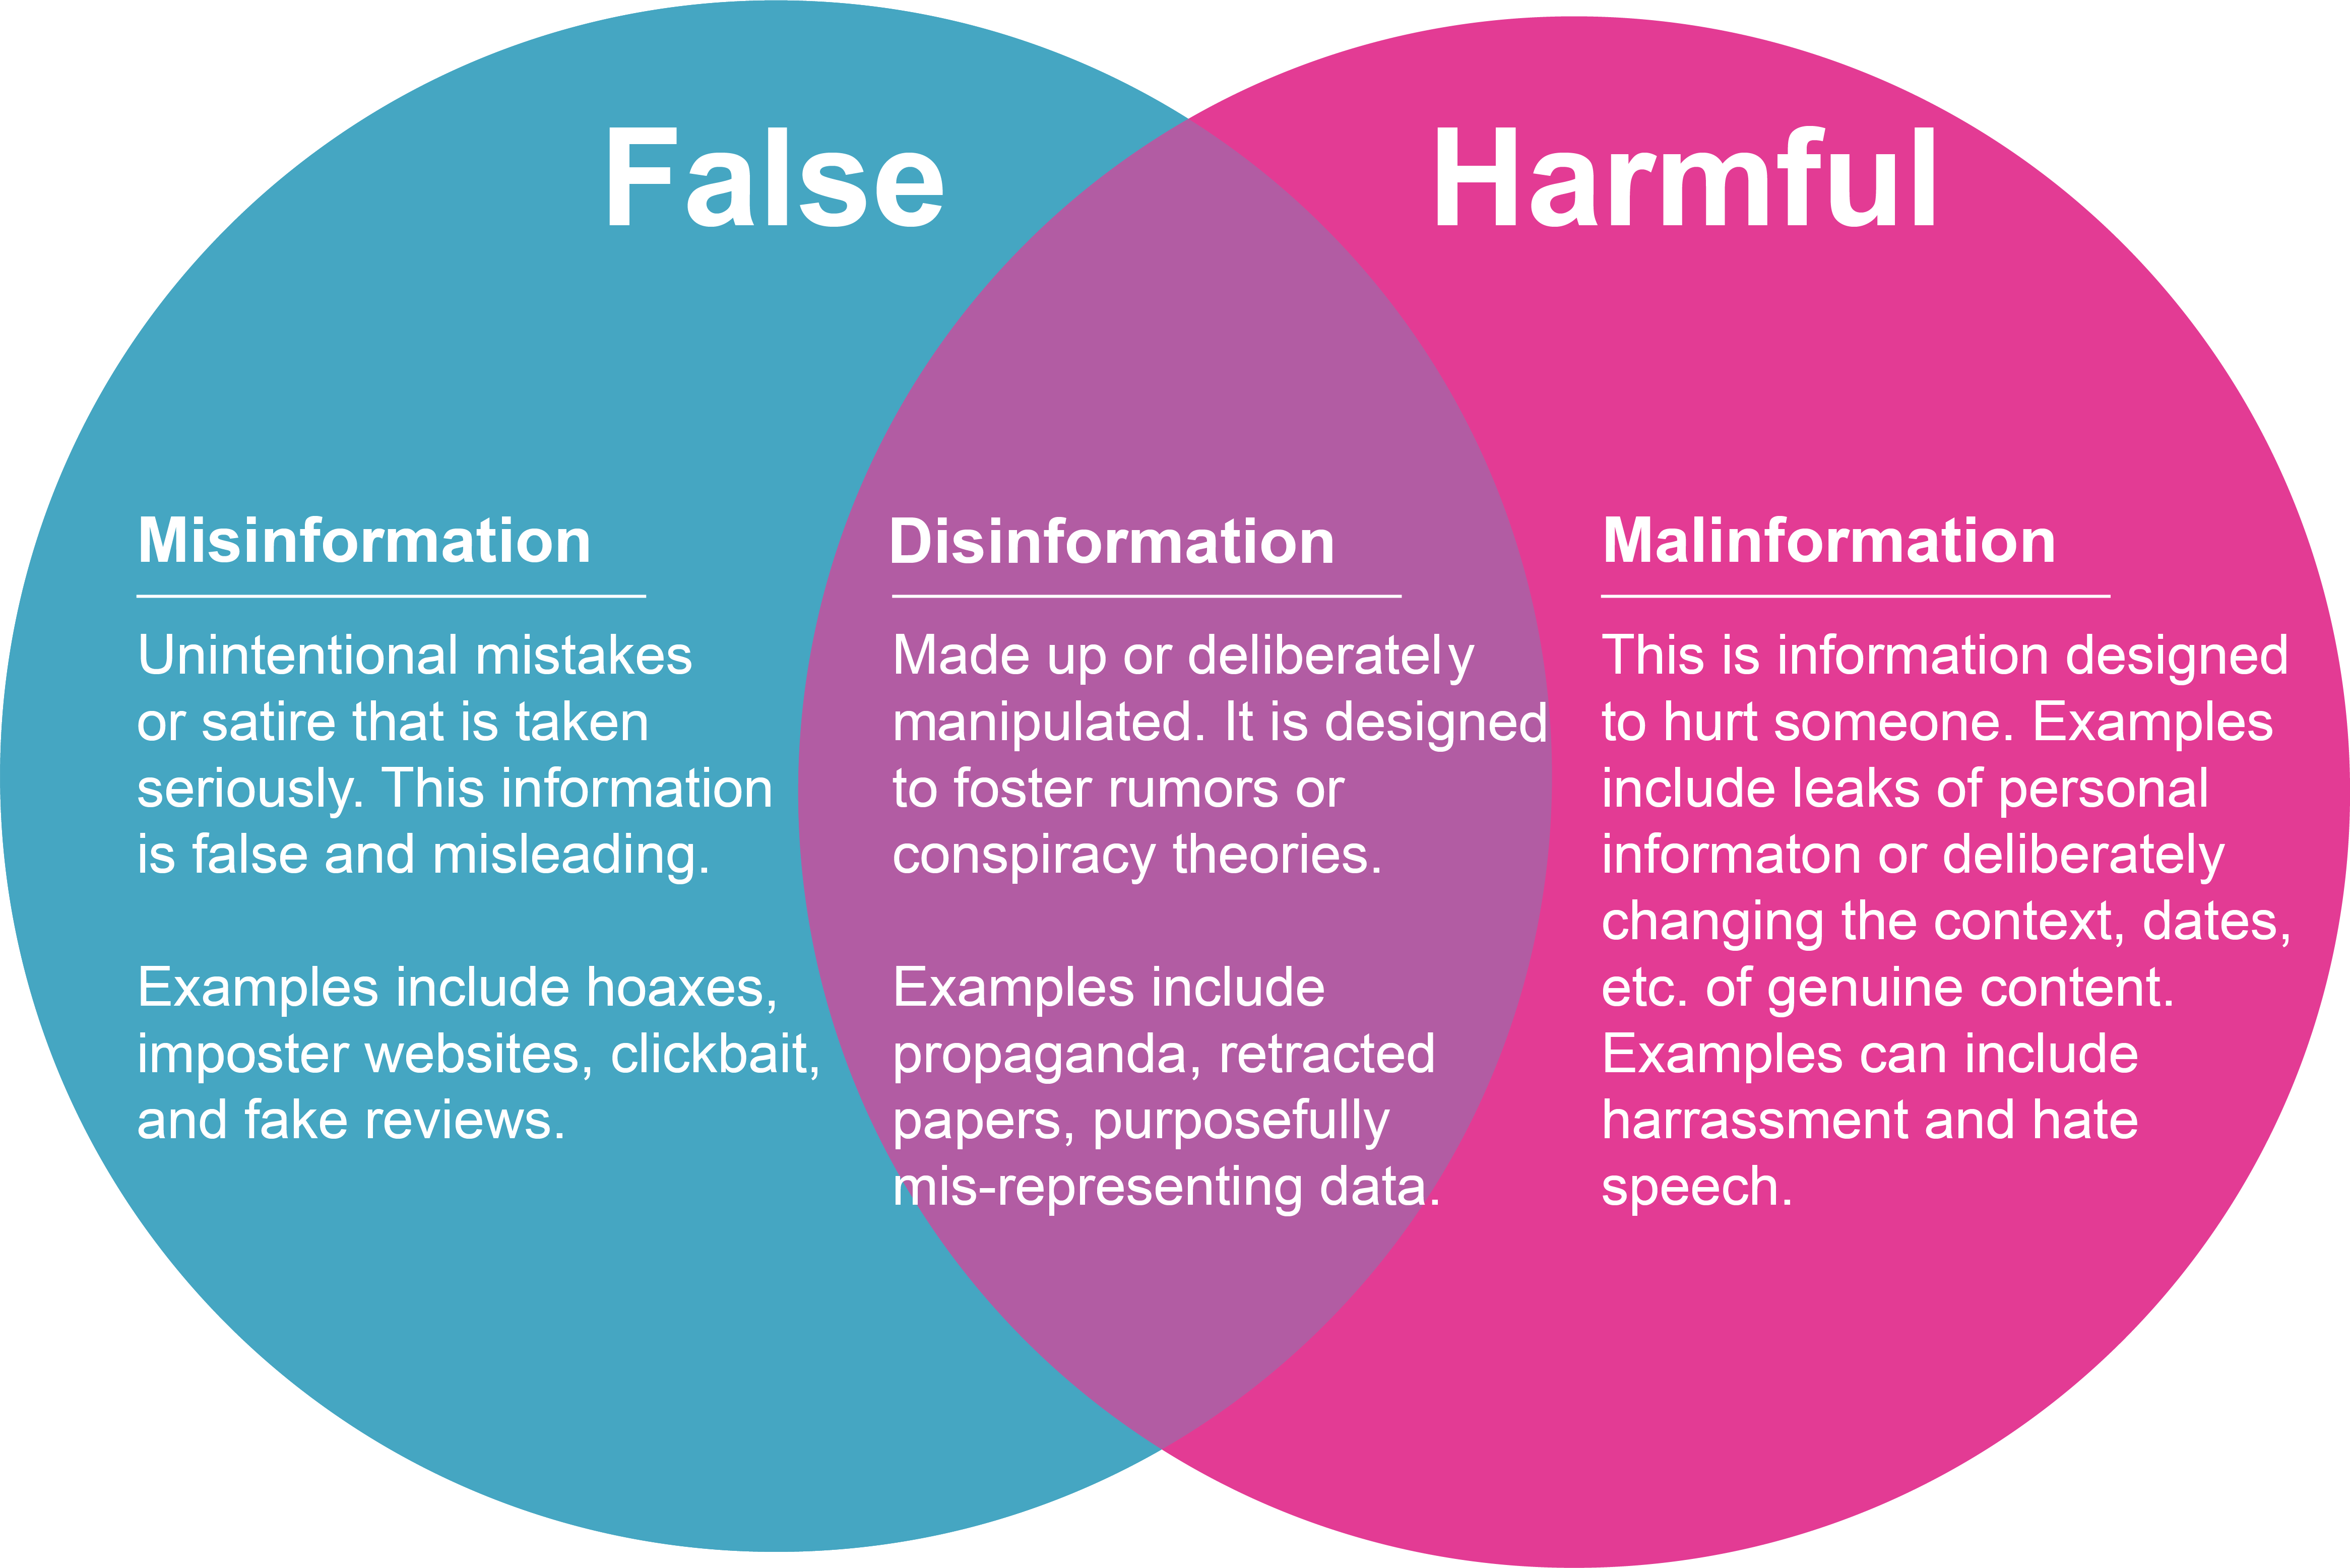 False
Harmful
Misinformation
Unintentional mistakes
or satire that is taken
seriously. This information
is false and misleading.
Examples include hoaxes,
imposter websites, clickbait,
and fake reviews.
Disinformation
Made up or deliberately
manipulated. It is designed
to foster rumors or
conspiracy theories.
Examples include
propaganda, retracted
papers, purposefully
mis-representing data.
Malinformation
This is information designed
to hurt someone. Examples
include leaks of personal
informaton or deliberately
changing the context, dates,
etc. of genuine content.
Examples can include
harrassment and hate
speech.